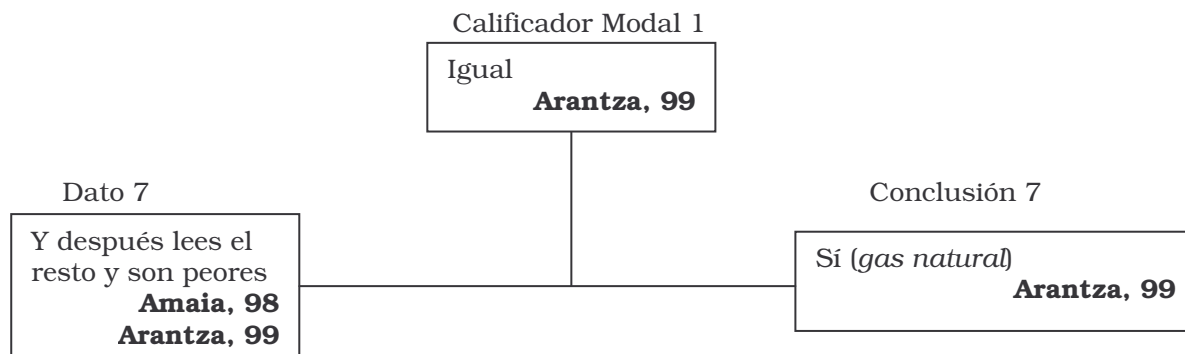 Calificador Modal 1
Igual
Arantza, 99
Dato 7
Y después lees el
resto y son peores
Amaia, 98
Arantza, 99
Conclusión 7
Sí (gas natural)
Arantza, 99